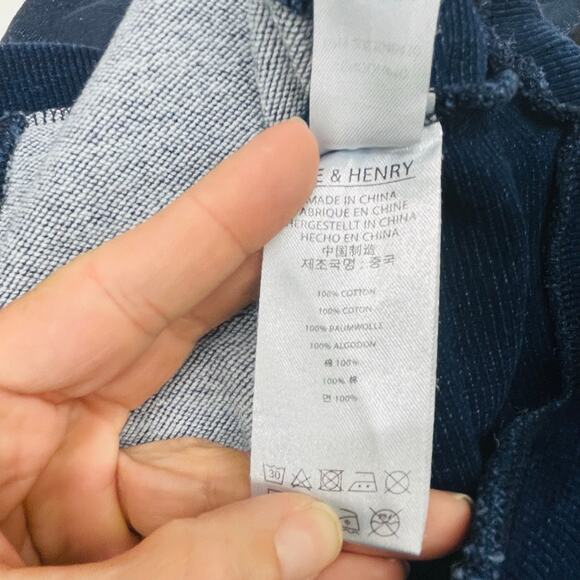 & HENRY
MADE IN CHINA
FABRIQUE EN CHINE
HERGESTELLT IN CHINA
HECHO EN CHINA
中国制造
제조국명 : 중국
100% COTTON
100% COTON
100% BAUMWOLLE
100% ALGODON
棉 100%
100% 棉
면 100%
30